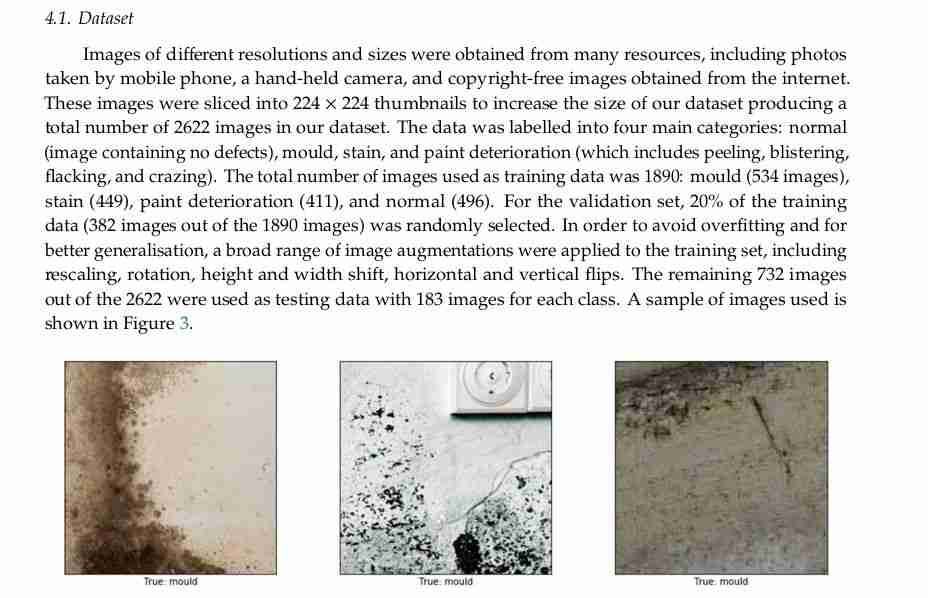 4.1. Dataset
Images of different resolutions and sizes were obtained from many resources, including photos
taken by mobile phone, a hand-held camera, and copyright-free images obtained from the internet.
These images were sliced into 224 × 224 thumbnails to increase the size of our dataset producing a
total number of 2622 images in our dataset. The data was labelled into four main categories: normal
(image containing no defects), mould, stain, and paint deterioration (which includes peeling, blistering,
flacking, and crazing). The total number of images used as training data was 1890: mould (534 images),
stain (449), paint deterioration (411), and normal (496). For the validation set, 20% of the training
data (382 images out of the 1890 images) was randomly selected. In order to avoid overfitting and for
better generalisation, a broad range of image augmentations were applied to the training set, including
rescaling, rotation, height and width shift, horizontal and vertical flips. The remaining 732 images
out of the 2622 were used as testing data with 183 images for each class. A sample of images used is
shown in Figure 3.
True: mould True: mould True: mould